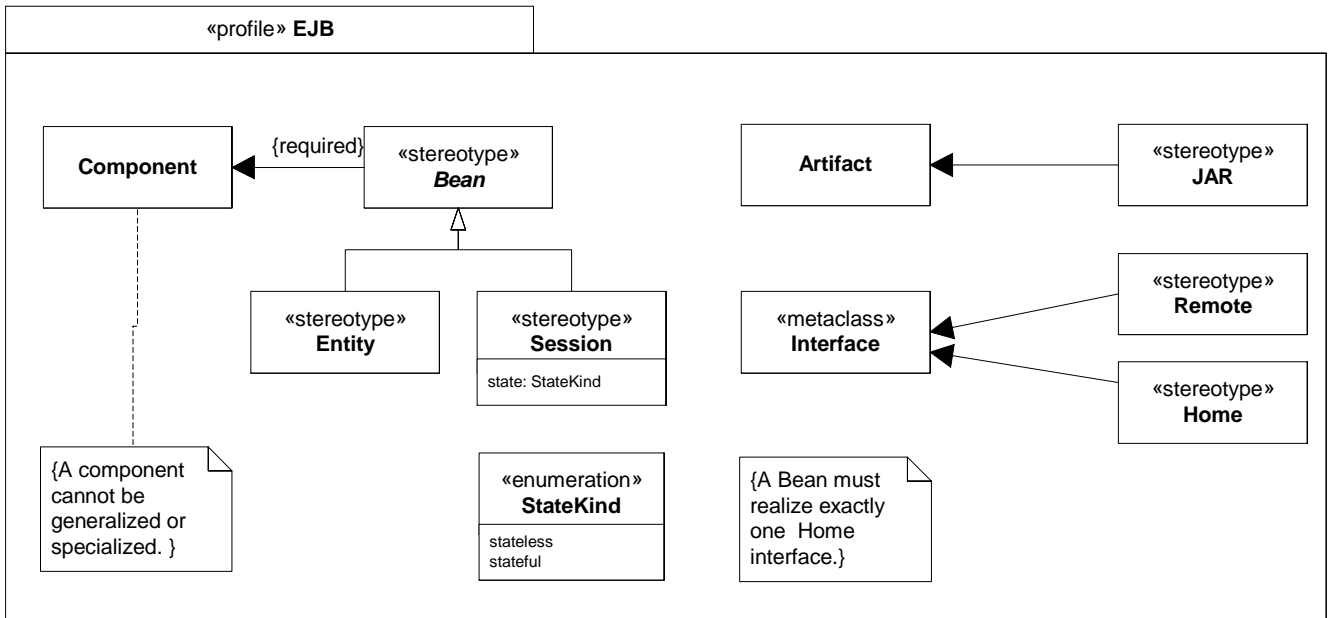 «profile» EJB
Component
{required}
«stereotype»
Bean
Artifact
«stereotype»
JAR
«stereotype»
Entity
«stereotype»
Session
state: StateKind
«metaclass»
Interface
«stereotype»
Remote
«stereotype»
Home
{A component
cannot be
generalized or
specialized. }
«enumeration»
StateKind
stateless
stateful
{A Bean must
realize exactly
one Home
interface.}